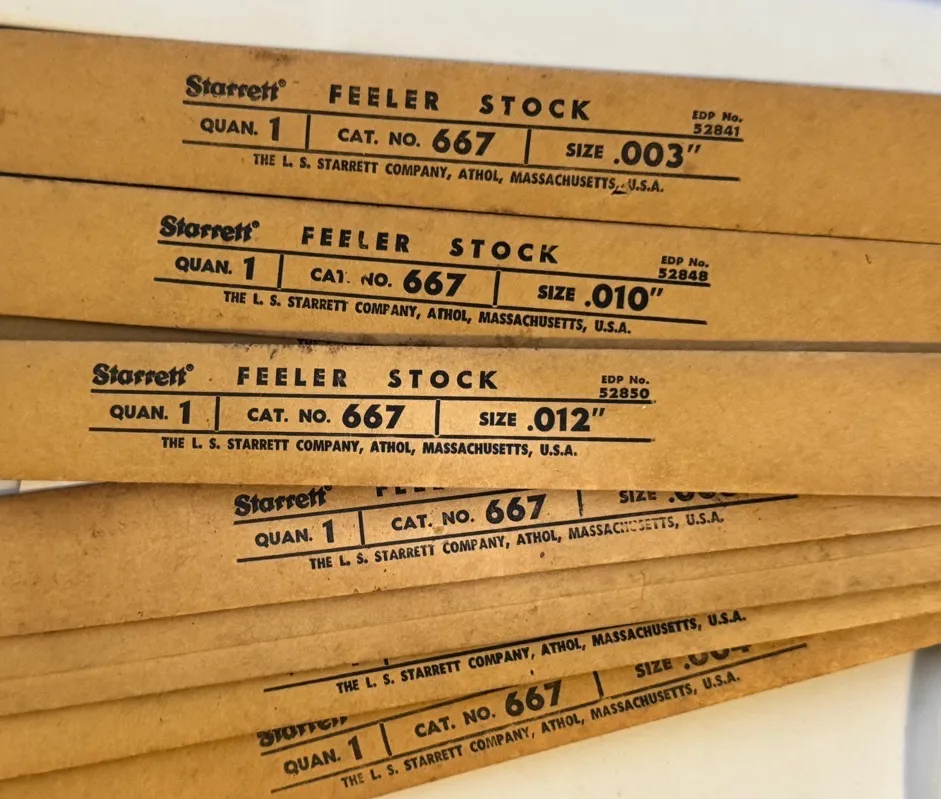 Starrett® FEELER STOCK EDP No. 52841
QUAN. 1 CAT. NO. 667 SIZE .003"
THE L. S. STARRETT COMPANY, ATHOL, MASSACHUSETTS, U.S.A.
Starrett® FEELER STOCK EDP No. 52848
QUAN. 1 CAT. NO. 667 SIZE .010"
THE L. S. STARRETT COMPANY, ATHOL, MASSACHUSETTS, U.S.A.
Starrett® FEELER STOCK EDP No. 52850
QUAN. 1 CAT. NO. 667 SIZE .012"
THE L. S. STARRETT COMPANY, ATHOL, MASSACHUSETTS, U.S.A.
Starrett®
QUAN. 1 CAT. NO. 667 SIZE
THE L. S. STARRETT COMPANY, ATHOL, MASSACHUSETTS, U.S.A.
THE L. S. STARRETT COMPANY, ATHOL, MASSACHUSETTS, U.S.A.
Starrett
QUAN. 1 CAT. NO. 667 SIZE
THE L. S. STARRETT COMPANY, ATHOL, MASSACHUSETTS, U.S.A.